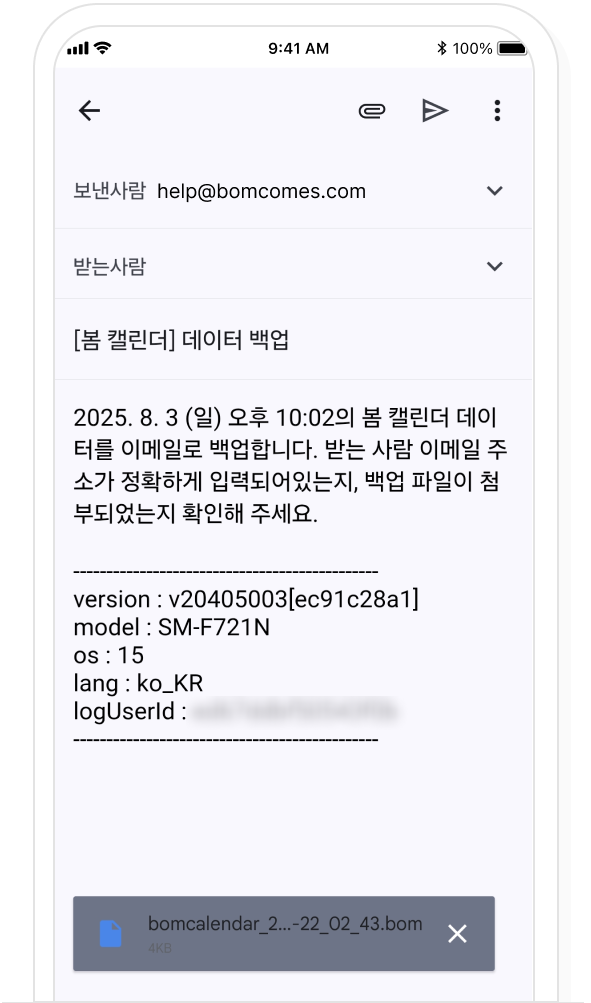 9:41 AM
100%
보낸사람 help@bomcomes.com
받는사람
[봄 캘린더] 데이터 백업
2025. 8. 3 (일) 오후 10:02의 봄 캘린더 데이
터를 이메일로 백업합니다. 받는 사람 이메일 주
소가 정확하게 입력되어있는지, 백업 파일이 첨
부되었는지 확인해 주세요.
----------------------------------------------
version : v20405003[ec91c28a1]
model : SM-F721N
os : 15
lang : ko_KR
logUserId :
----------------------------------------------
bomcalendar_2...-22_02_43.bom
4KB